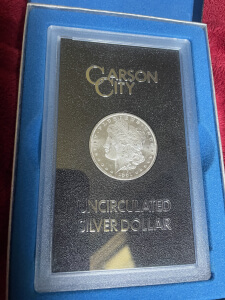 CARSON
CITY
UNCIRCULATED
SILVER DOLLAR